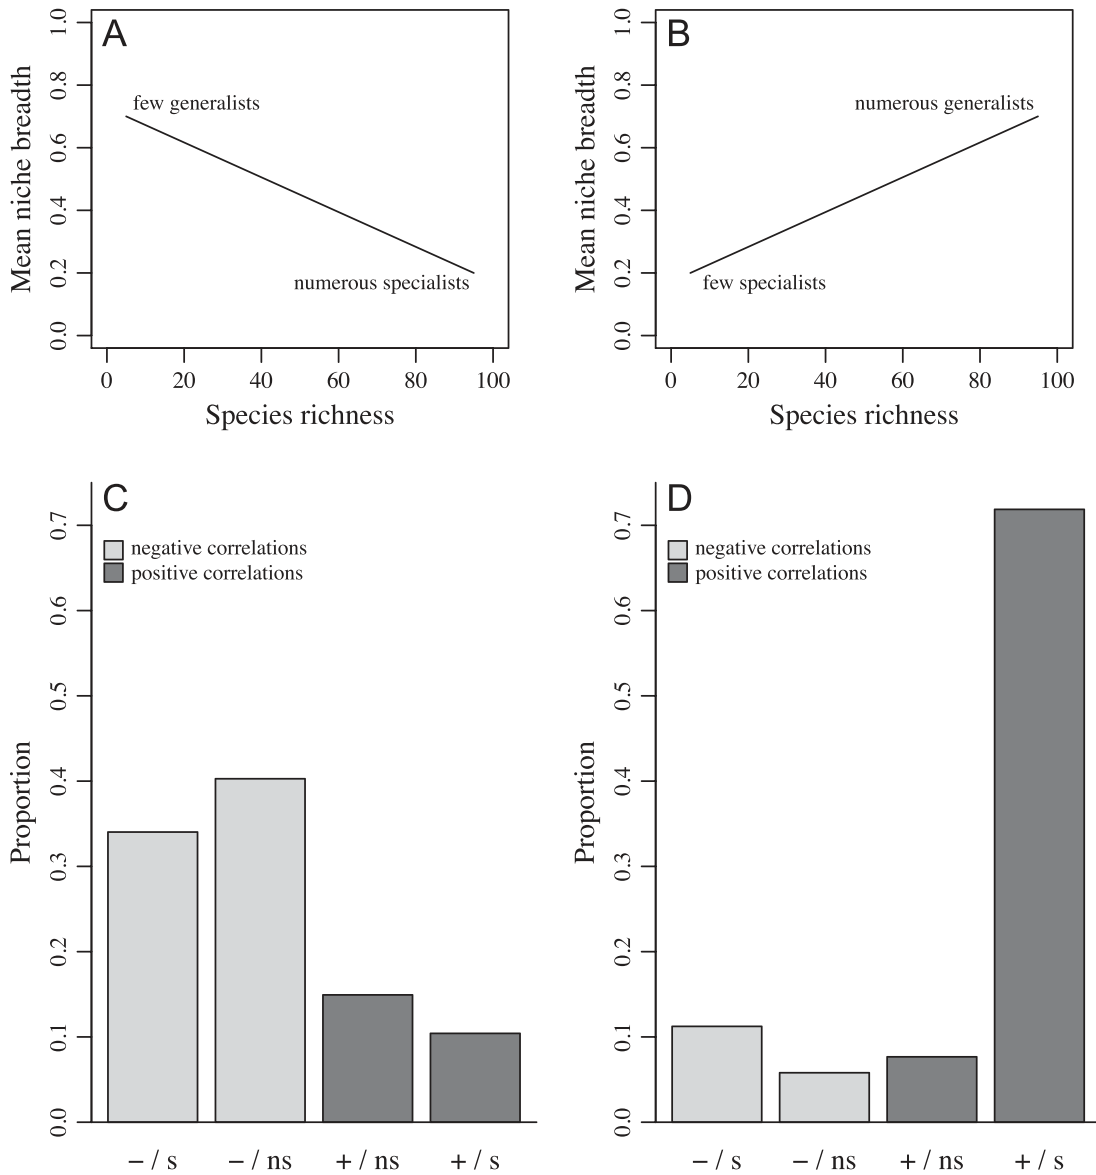 A
few generalists
numerous specialists
Mean niche breadth
0.0 0.2 0.4 0.6 0.8 1.0
0 20 40 60 80 100
Species richness
B
numerous generalists
few specialists
Mean niche breadth
0.0 0.2 0.4 0.6 0.8 1.0
0 20 40 60 80 100
Species richness
C
negative correlations
positive correlations
Proportion
0.0 0.1 0.2 0.3 0.4 0.5 0.6 0.7
− / s − / ns + / ns + / s
D
negative correlations
positive correlations
Proportion
0.0 0.1 0.2 0.3 0.4 0.5 0.6 0.7
− / s − / ns + / ns + / s